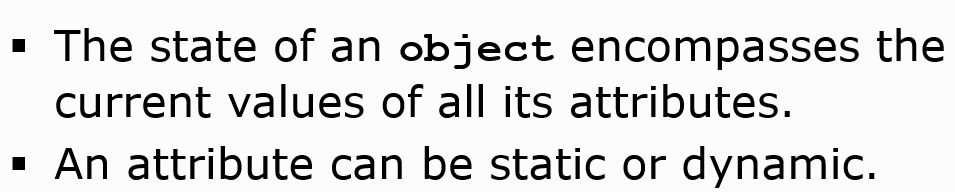 ▪ The state of an object encompasses the
current values of all its attributes.
▪ An attribute can be static or dynamic.